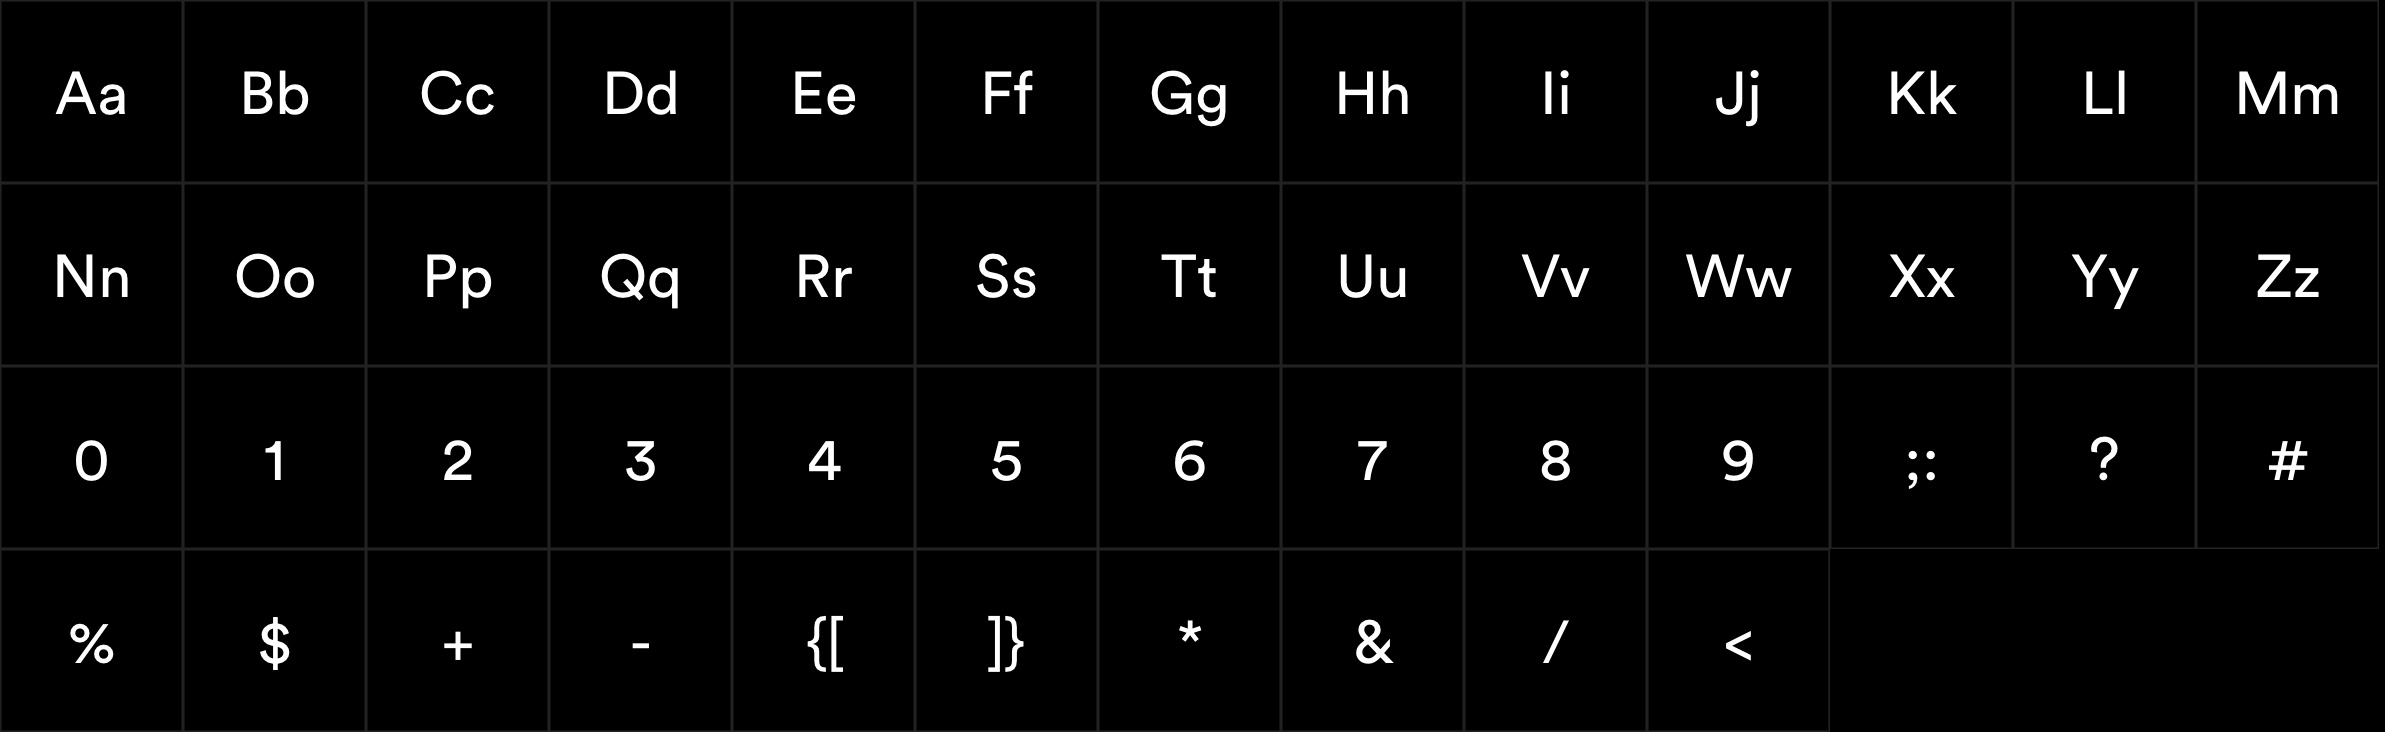 Aa Bb Cc Dd Ee Ff Gg Hh Ii Jj Kk Ll Mm
Nn Oo Pp Qq Rr Ss Tt Uu Vv Ww Xx Yy Zz
0 1 2 3 4 5 6 7 8 9 ;: ? #
% $ + - {[ ]} * & / <